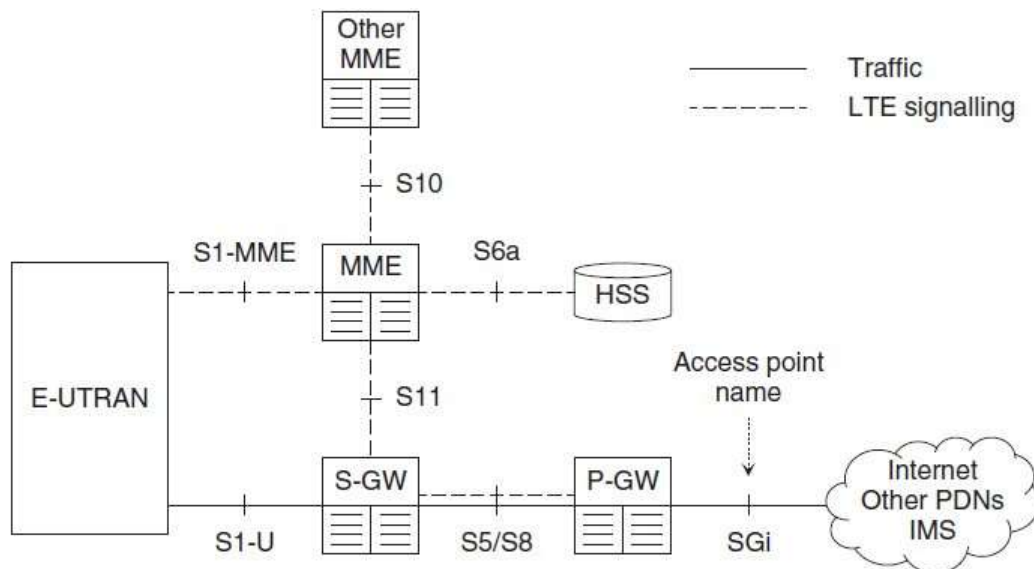 Other
MME
Traffic
LTE signalling
S10
S1-MME
MME
S6a
HSS
E-UTRAN
S11
Access point
name
S-GW
P-GW
Internet
Other PDNs
IMS
S1-U
S5/S8
SGi